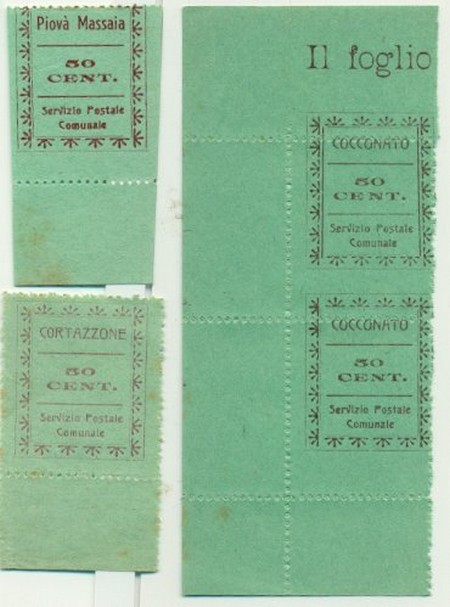 Piovà Massaia
50
CENT.
Servizio Postale
Comunale
CORTAZZONE
50
CENT.
Servizio Postale
Comunale
Il foglio
COCCONATO
50
CENT.
Servizio Postale
Comunale
COCCONATO
50
CENT.
Servizio Postale
Comunale